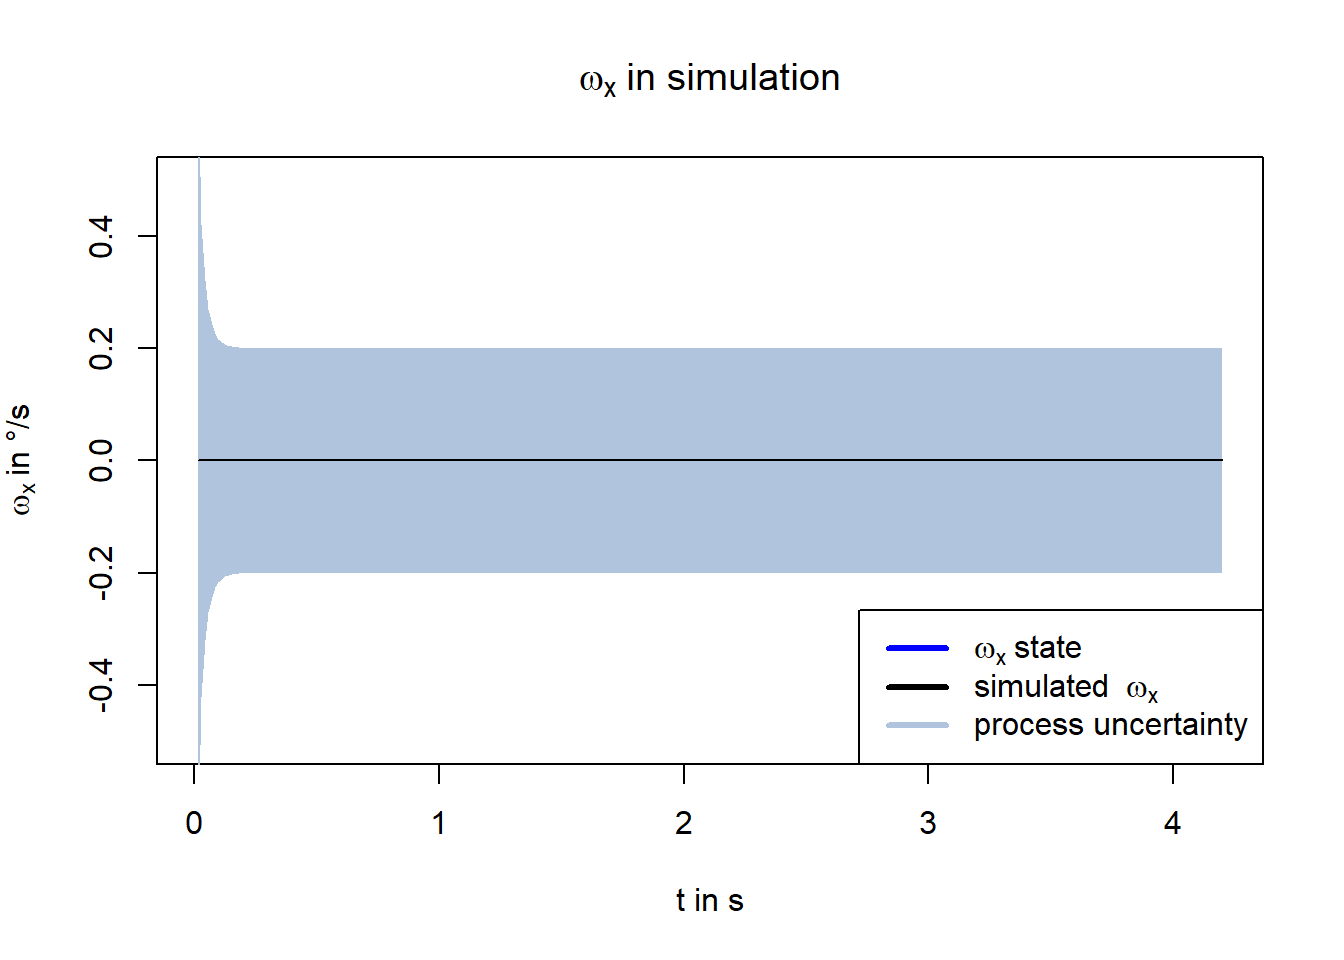 ωx in simulation
ωx in °/s
0.4
0.2
0.0
-0.2
-0.4
ωx state
simulated ωx
process uncertainty
0 1 2 3 4
t in s